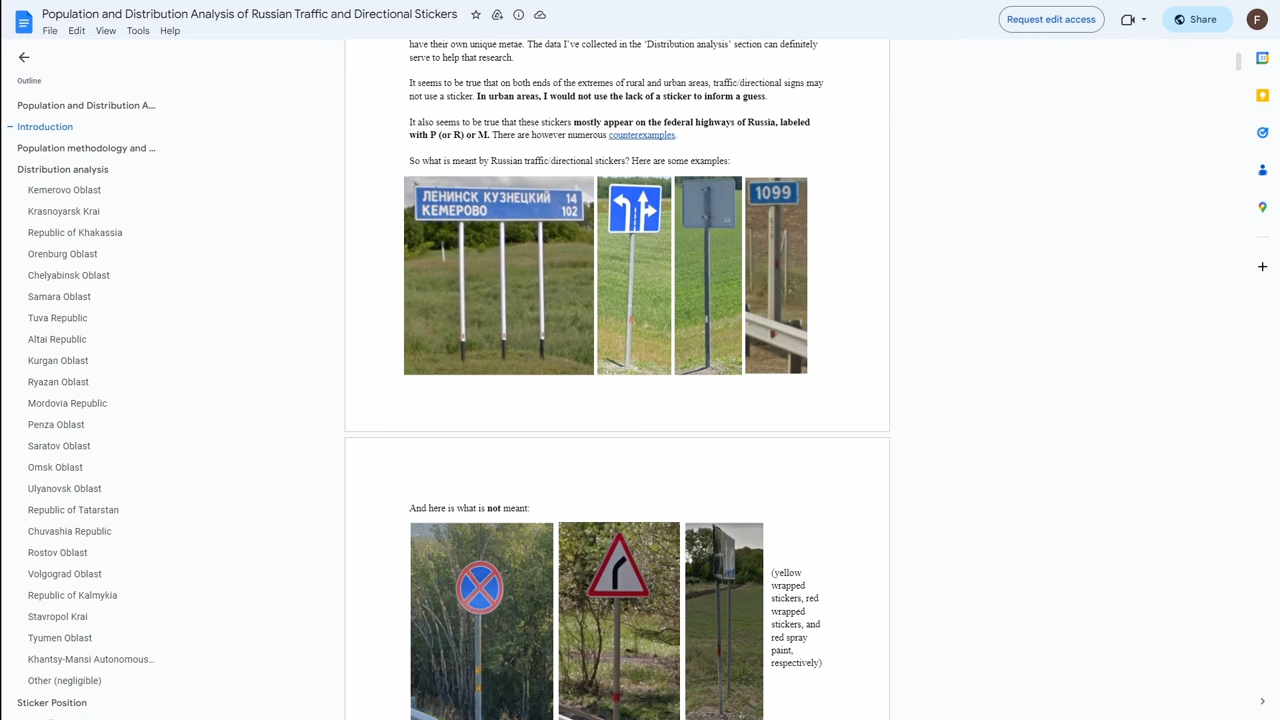 Population and Distribution Analysis of Russian Traffic and Directional Stickers
File Edit View Tools Help
Request edit access
Share
F
Outline
Population and Distribution A...
Introduction
Population methodology and ...
Distribution analysis
Kemerovo Oblast
Krasnoyarsk Krai
Republic of Khakassia
Orenburg Oblast
Chelyabinsk Oblast
Samara Oblast
Tuva Republic
Altai Republic
Kurgan Oblast
Ryazan Oblast
Mordovia Republic
Penza Oblast
Saratov Oblast
Omsk Oblast
Ulyanovsk Oblast
Republic of Tatarstan
Chuvashia Republic
Rostov Oblast
Volgograd Oblast
Republic of Kalmykia
Stavropol Krai
Tyumen Oblast
Khantsy-Mansi Autonomous...
Other (negligible)
Sticker Position
have their own unique metae. The data I've collected in the 'Distribution analysis' section can definitely
serve to help that research.
It seems to be true that on both ends of the extremes of rural and urban areas, traffic/directional signs may
not use a sticker. In urban areas, I would not use the lack of a sticker to inform a guess.
It also seems to be true that these stickers mostly appear on the federal highways of Russia, labeled
with P (or R) or M. There are however numerous counterexamples.
So what is meant by Russian traffic/directional stickers? Here are some examples:
ЛЕНИНСК КУЗНЕЦКИЙ 14
КЕМЕРОВО 102
1099
And here is what is not meant:
(yellow
wrapped
stickers, red
wrapped
stickers, and
red spray
paint,
respectively)